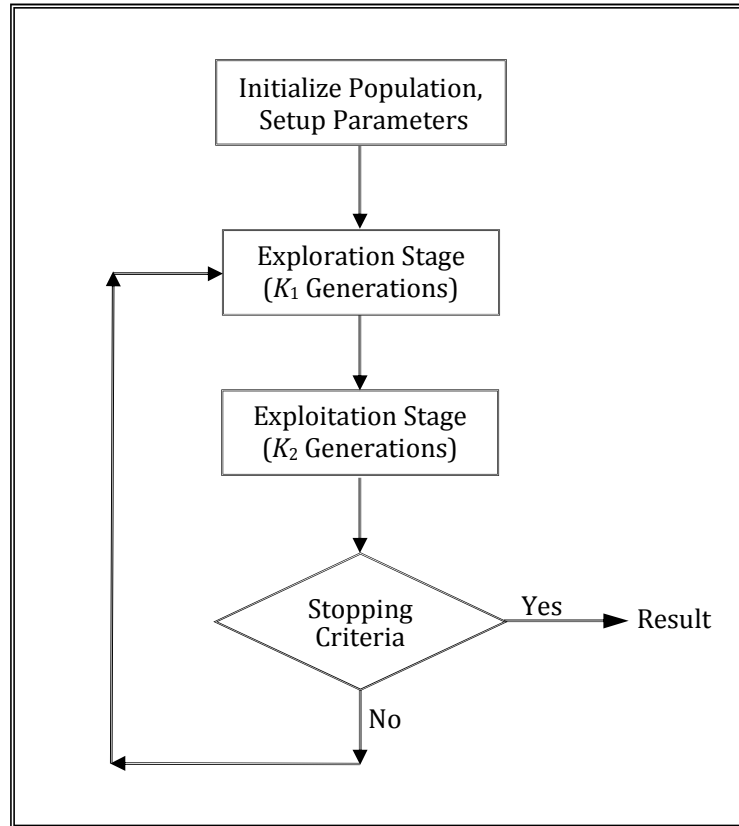 Initialize Population,
Setup Parameters
Exploration Stage
(K₁ Generations)
Exploitation Stage
(K₂ Generations)
Stopping
Criteria
Yes
Result
No